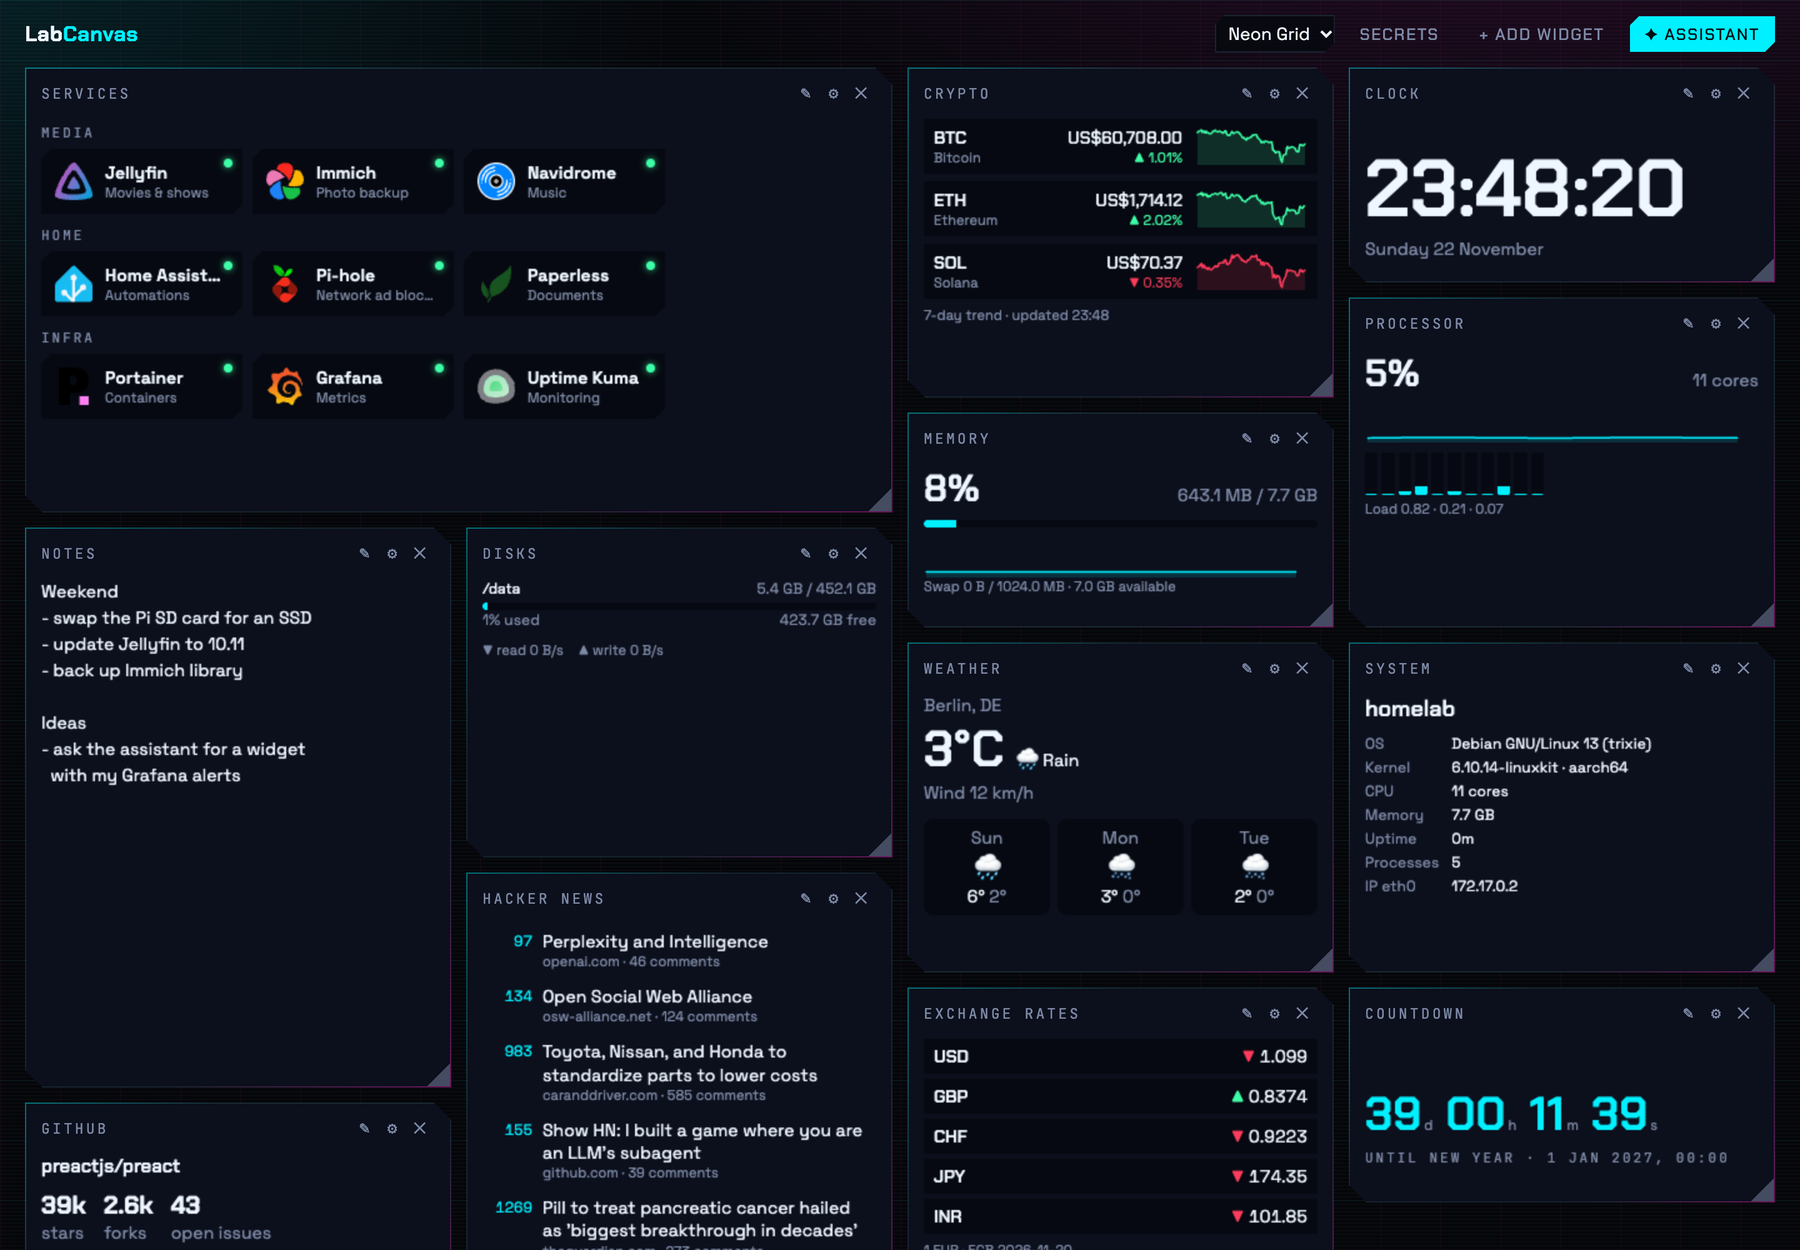 LabCanvas
Neon Grid
SECRETS
+ ADD WIDGET
✦ ASSISTANT
SERVICES
MEDIA
Jellyfin
Movies & shows
Immich
Photo backup
Navidrome
Music
HOME
Home Assist...
Automations
Pi-hole
Network ad bloc...
Paperless
Documents
INFRA
Portainer
Containers
Grafana
Metrics
Uptime Kuma
Monitoring
CRYPTO
BTC US$60,708.00
Bitcoin ▲ 1.01%
ETH US$1,714.12
Ethereum ▲ 2.02%
SOL US$70.37
Solana ▼ 0.35%
7-day trend · updated 23:48
CLOCK
23:48:20
Sunday 22 November
PROCESSOR
5% 11 cores
Load 0.82 · 0.21 · 0.07
MEMORY
8% 643.1 MB / 7.7 GB
Swap 0 B / 1024.0 MB · 7.0 GB available
NOTES
Weekend
- swap the Pi SD card for an SSD
- update Jellyfin to 10.11
- back up Immich library
Ideas
- ask the assistant for a widget
with my Grafana alerts
DISKS
/data 5.4 GB / 452.1 GB
1% used 423.7 GB free
▼ read 0 B/s ▲ write 0 B/s
WEATHER
Berlin, DE
3°C Rain
Wind 12 km/h
Sun Mon Tue
6° 2° 3° 0° 2° 0°
SYSTEM
homelab
OS Debian GNU/Linux 13 (trixie)
Kernel 6.10.14-linuxkit · aarch64
CPU 11 cores
Memory 7.7 GB
Uptime 0m
Processes 5
IP eth0 172.17.0.2
HACKER NEWS
97 Perplexity and Intelligence
openai.com · 46 comments
134 Open Social Web Alliance
osw-alliance.net · 124 comments
983 Toyota, Nissan, and Honda to
standardize parts to lower costs
caranddriver.com · 585 comments
155 Show HN: I built a game where you are
an LLM's subagent
github.com · 39 comments
1269 Pill to treat pancreatic cancer hailed
as 'biggest breakthrough in decades'
EXCHANGE RATES
USD ▼ 1.099
GBP ▲ 0.8374
CHF ▼ 0.9223
JPY ▼ 174.35
INR ▼ 101.85
COUNTDOWN
39d 00h 11m 39s
UNTIL NEW YEAR · 1 JAN 2027, 00:00
GITHUB
preactjs/preact
39k 2.6k 43
stars forks open issues